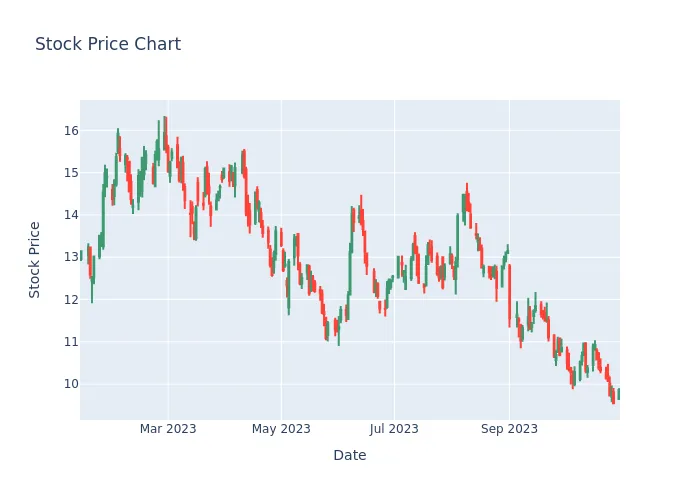 Stock Price Chart
Stock Price
16
15
14
13
12
11
10
Mar 2023
May 2023
Jul 2023
Sep 2023
Date